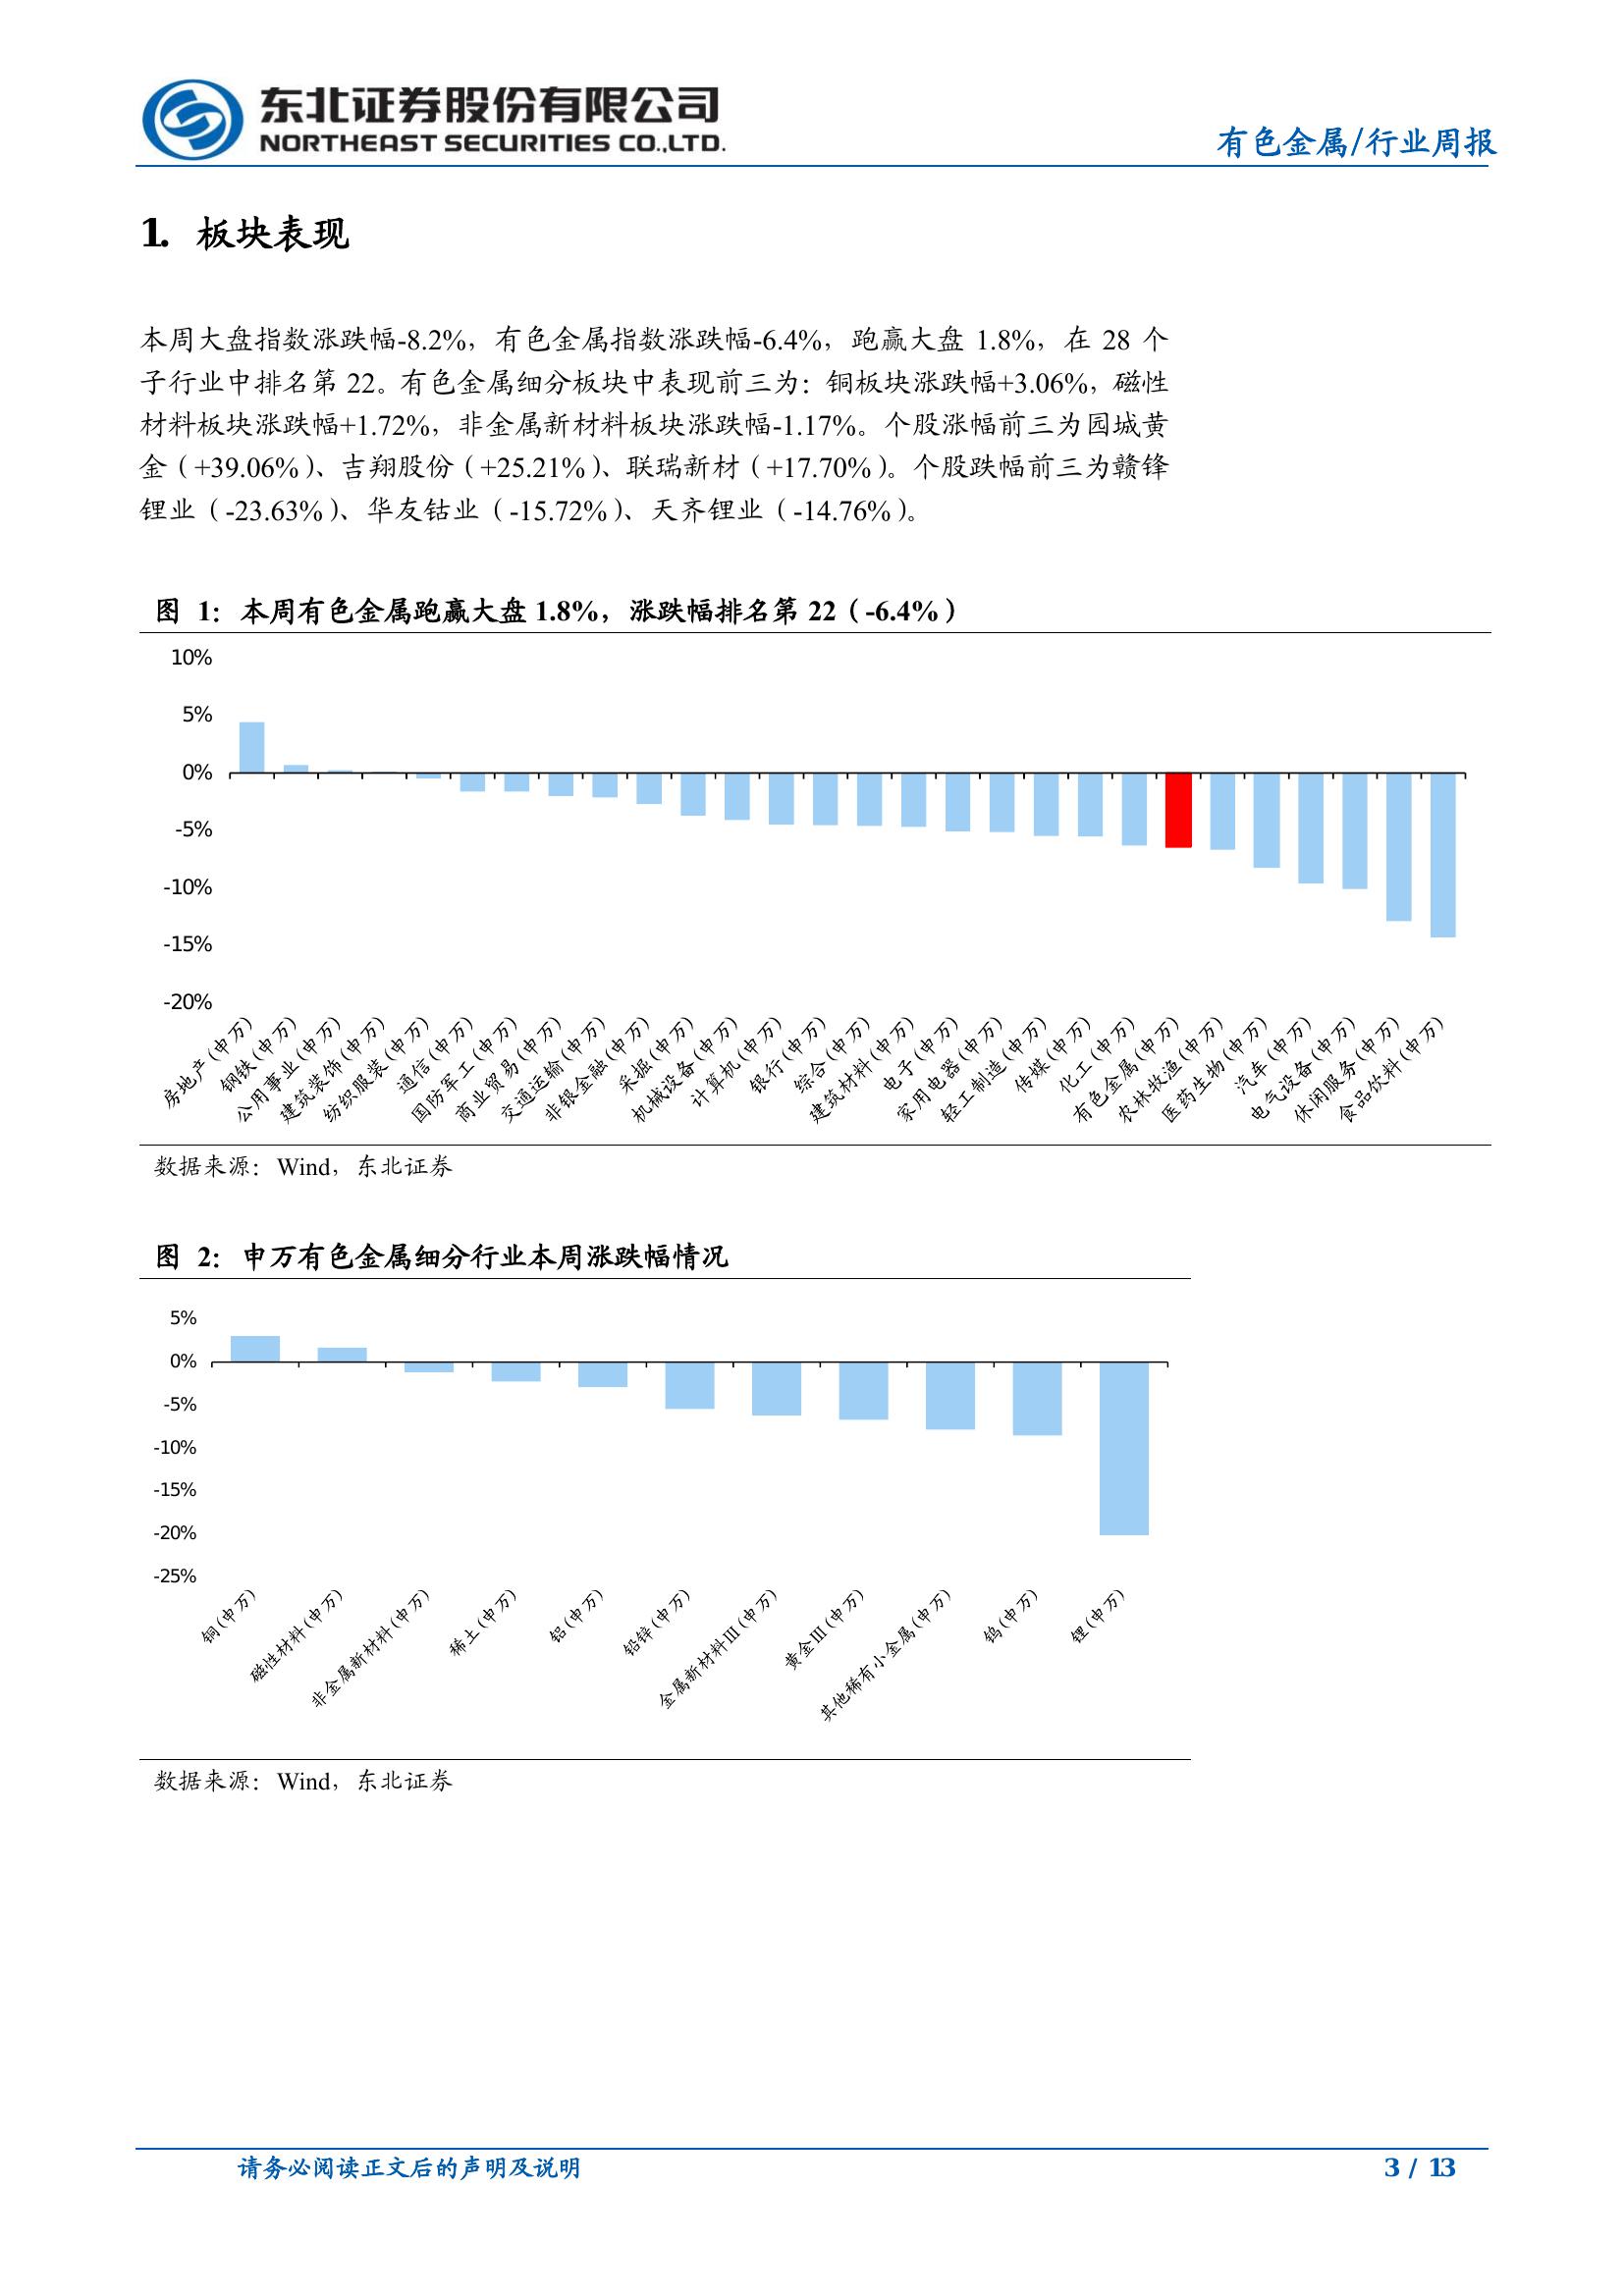 东北证券股份有限公司
NORTHEAST SECURITIES CO.,LTD.
有色金属/行业周报
1. 板块表现
本周大盘指数涨跌幅-8.2%，有色金属指数涨跌幅-6.4%，跑赢大盘 1.8%，在 28 个
子行业中排名第 22。有色金属细分板块中表现前三为：铜板块涨跌幅+3.06%，磁性
材料板块涨跌幅+1.72%，非金属新材料板块涨跌幅-1.17%。个股涨幅前三为园城黄
金（+39.06%）、吉翔股份（+25.21%）、联瑞新材（+17.70%）。个股跌幅前三为赣锋
锂业（-23.63%）、华友钴业（-15.72%）、天齐锂业（-14.76%）。
图 1：本周有色金属跑赢大盘 1.8%，涨跌幅排名第 22（-6.4%）
10%
5%
0%
-5%
-10%
-15%
-20%
房地产(申万)
钢铁(申万)
公用事业(申万)
建筑装饰(申万)
纺织服装(申万)
通信(申万)
国防军工(申万)
商业贸易(申万)
交通运输(申万)
非银金融(申万)
采掘(申万)
机械设备(申万)
计算机(申万)
银行(申万)
综合(申万)
建筑材料(申万)
电子(申万)
家用电器(申万)
轻工制造(申万)
传媒(申万)
化工(申万)
有色金属(申万)
农林牧渔(申万)
医药生物(申万)
汽车(申万)
电气设备(申万)
休闲服务(申万)
食品饮料(申万)
数据来源：Wind，东北证券
图 2：申万有色金属细分行业本周涨跌幅情况
5%
0%
-5%
-10%
-15%
-20%
-25%
铜(申万)
磁性材料(申万)
非金属新材料(申万)
稀土(申万)
铝(申万)
铅锌(申万)
金属新材料Ⅲ(申万)
黄金Ⅲ(申万)
其他稀有小金属(申万)
钨(申万)
锂(申万)
数据来源：Wind，东北证券
请务必阅读正文后的声明及说明
3 / 13